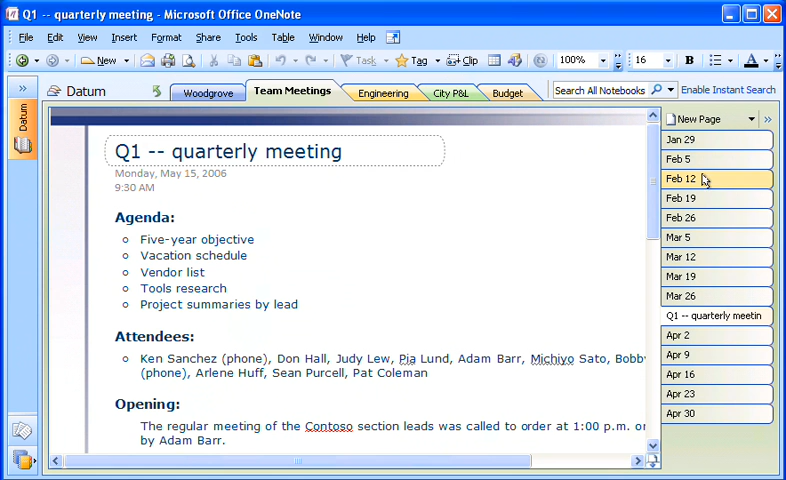 Q1 -- quarterly meeting - Microsoft Office OneNote
File Edit View Insert Format Share Tools Table Window Help
New Task Tag Clip 100% 16 B A
Datum Woodgrove Team Meetings Engineering City P&L Budget Search All Notebooks Enable Instant Search
Datum
Q1 -- quarterly meeting
Monday, May 15, 2006
9:30 AM
Agenda:
Five-year objective
Vacation schedule
Vendor list
Tools research
Project summaries by lead
Attendees:
Ken Sanchez (phone), Don Hall, Judy Lew, Pia Lund, Adam Barr, Michiyo Sato, Bobby
(phone), Arlene Huff, Sean Purcell, Pat Coleman
Opening:
The regular meeting of the Contoso section leads was called to order at 1:00 p.m. on
by Adam Barr.
New Page
Jan 29
Feb 5
Feb 12
Feb 19
Feb 26
Mar 5
Mar 12
Mar 19
Mar 26
Q1 -- quarterly meetin
Apr 2
Apr 9
Apr 16
Apr 23
Apr 30